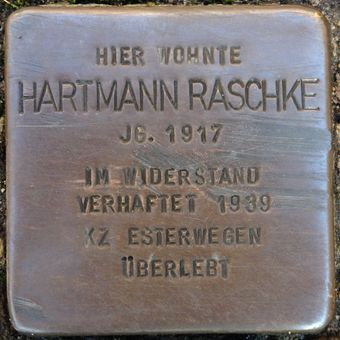 HIER WOHNTE
HARTMANN RASCHKE
JG. 1917
IM WIDERSTAND
VERHAFTET 1939
KZ ESTERWEGEN
ÜBERLEBT